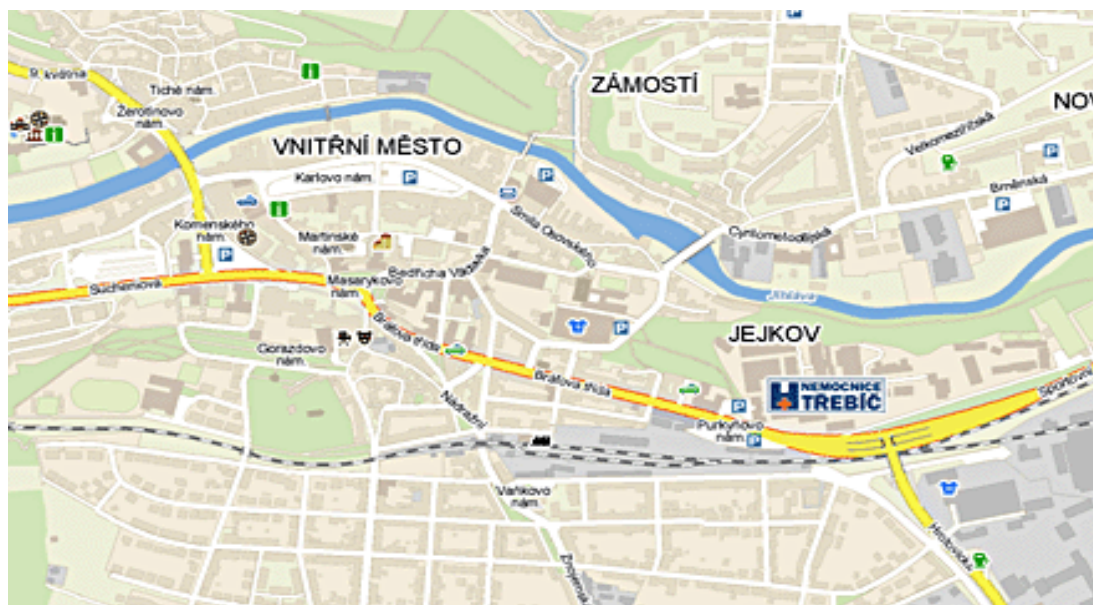 ZÁMOSTÍ
9. května
Tiché nám.
NOV
Žerotínovo
nám.
Velkomeziříčská
VNITŘNÍ MĚSTO
Karlovo nám.
Brněnská
Smila Osovského
Komenského
nám.
Cyrilometodějská
Martinské
nám.
Bedřicha Václavka
Sucheniova
Masarykovo
nám.
Jihlava
Bráfova třída
JEJKOV
Gorazdovo
nám.
Bráfova třída
NEMOCNICE
TŘEBÍČ
Sportovní
Nádražní
Purkyňovo
nám.
Vaňkovo
nám.
Znojemsk
Hrotovická